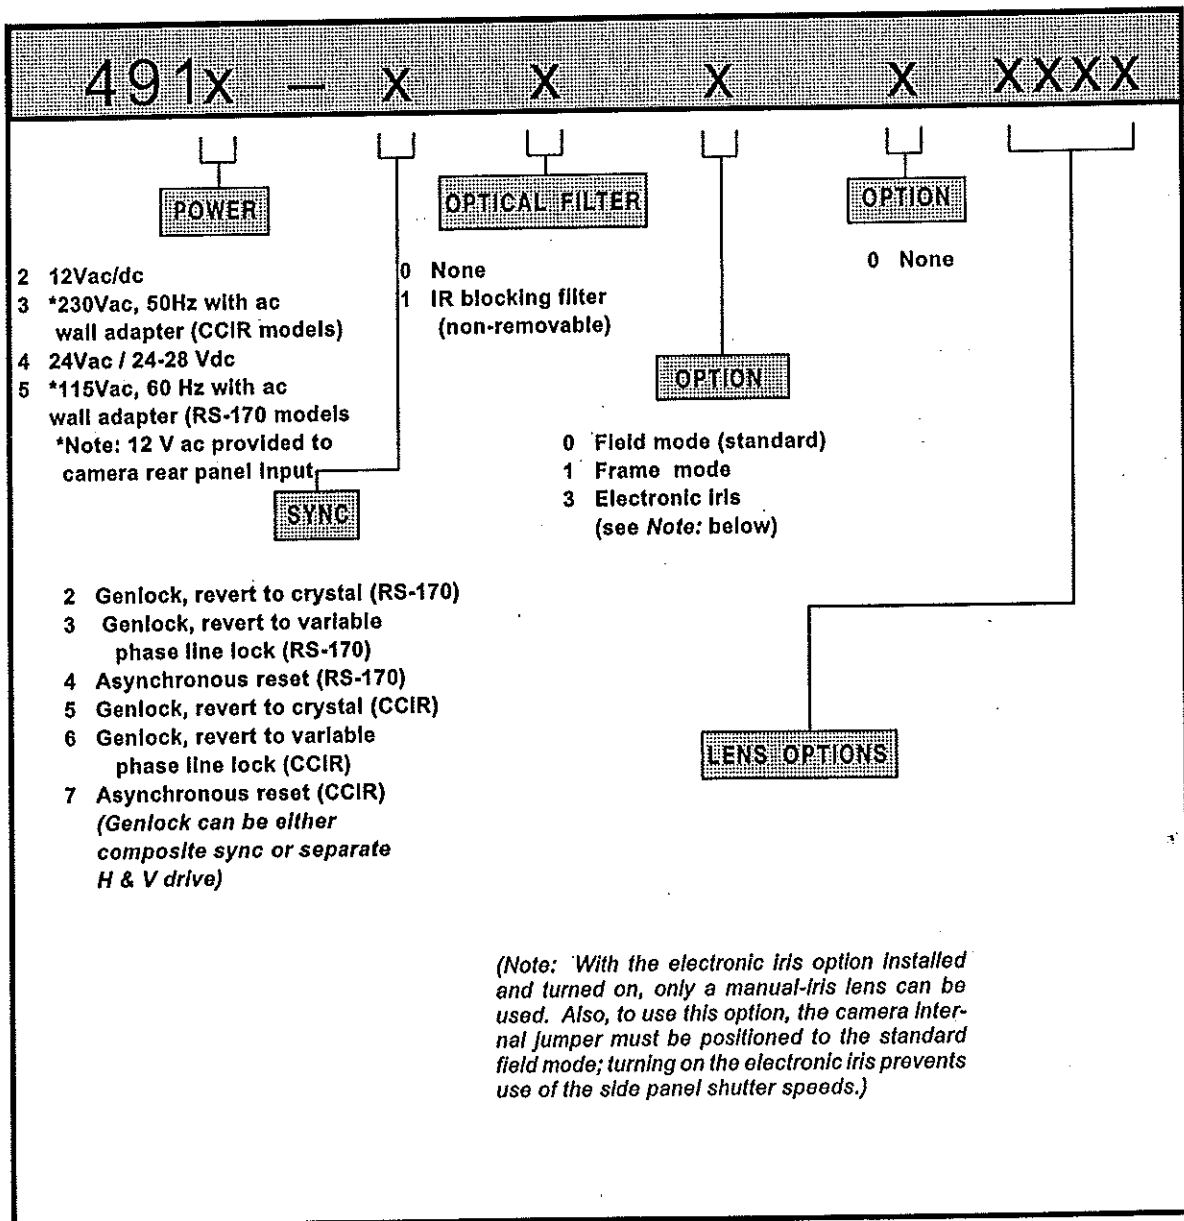 491x – x x x x xxxx
POWER
2 12Vac/dc
3 *230Vac, 50Hz with ac
wall adapter (CCIR models)
4 24Vac / 24-28 Vdc
5 *115Vac, 60 Hz with ac
wall adapter (RS-170 models
*Note: 12 V ac provided to
camera rear panel input
SYNC
2 Genlock, revert to crystal (RS-170)
3 Genlock, revert to variable
phase line lock (RS-170)
4 Asynchronous reset (RS-170)
5 Genlock, revert to crystal (CCIR)
6 Genlock, revert to variable
phase line lock (CCIR)
7 Asynchronous reset (CCIR)
(Genlock can be either
composite sync or separate
H & V drive)
OPTICAL FILTER
0 None
1 IR blocking filter
(non-removable)
OPTION
0 Field mode (standard)
1 Frame mode
3 Electronic iris
(see Note: below)
OPTION
0 None
LENS OPTIONS
(Note: With the electronic iris option installed
and turned on, only a manual-iris lens can be
used. Also, to use this option, the camera inter-
nal jumper must be positioned to the standard
field mode; turning on the electronic iris prevents
use of the side panel shutter speeds.)